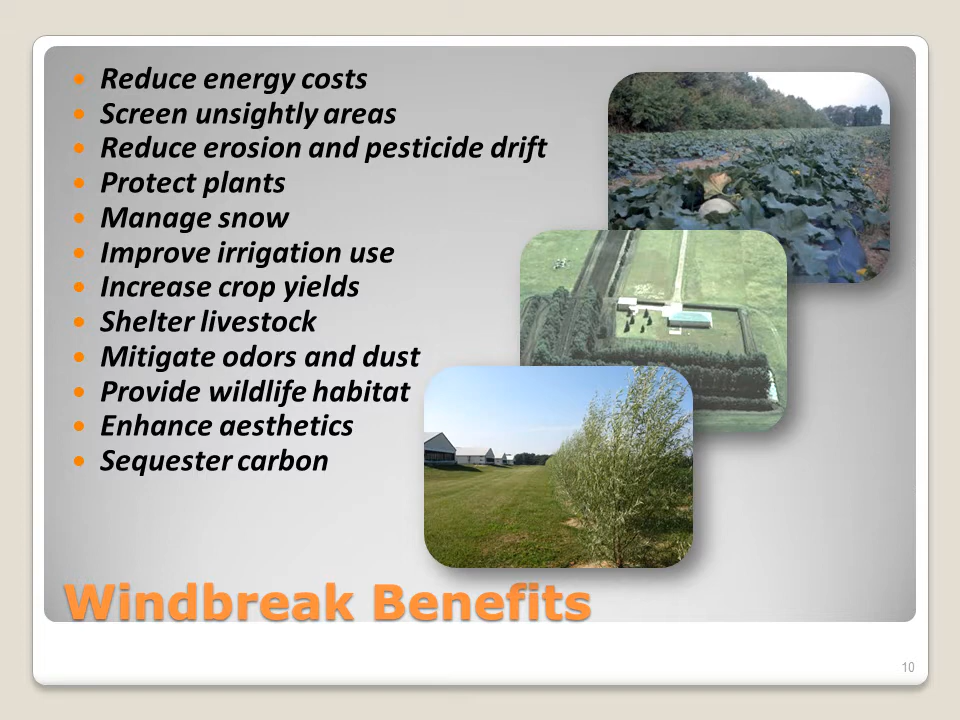 Reduce energy costs
Screen unsightly areas
Reduce erosion and pesticide drift
Protect plants
Manage snow
Improve irrigation use
Increase crop yields
Shelter livestock
Mitigate odors and dust
Provide wildlife habitat
Enhance aesthetics
Sequester carbon
Windbreak Benefits
10